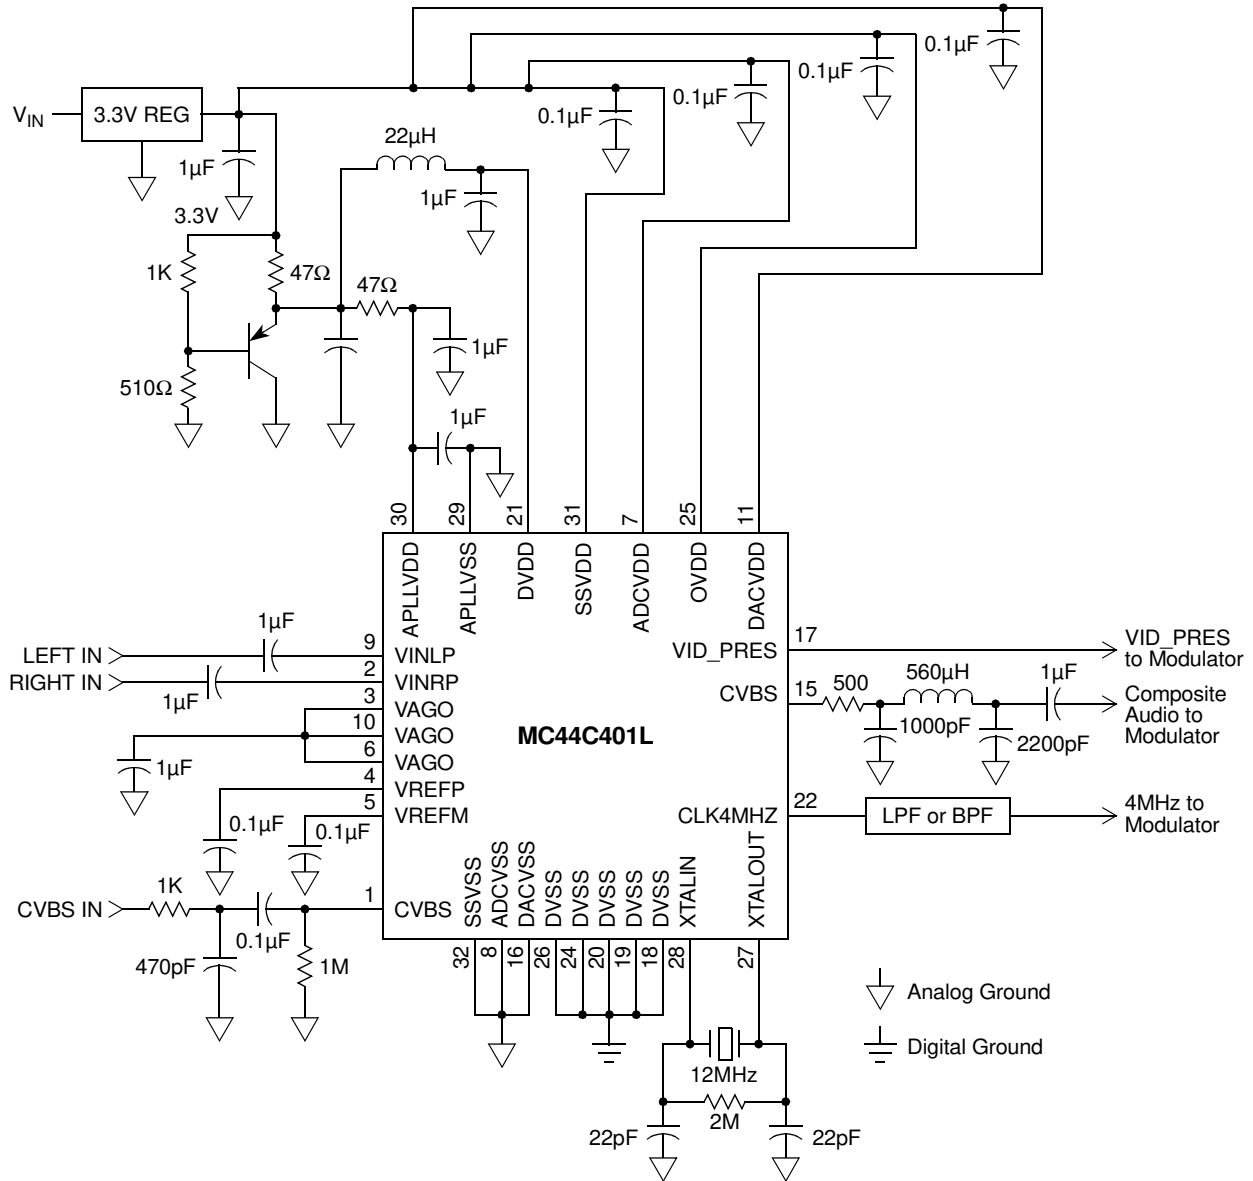 0.1µF
0.1µF
0.1µF
0.1µF
VIN
3.3V REG
22µH
1µF
1µF
3.3V
1K
47Ω
47Ω
1µF
510Ω
1µF
30
29
21
31
7
25
11
APLLVDD
APLLVSS
DVDD
SSVDD
ADCVDD
OVDD
DACVDD
1µF
LEFT IN
9
VINLP
VID_PRES
17
VID_PRES
to Modulator
RIGHT IN
1µF
2
VINRP
3
VAGO
10
VAGO
6
VAGO
1µF
4
VREFP
5
VREFM
0.1µF
0.1µF
MC44C401L
CVBS
15
500
560µH
1µF
1000pF
2200pF
Composite
Audio to
Modulator
CLK4MHZ
22
LPF or BPF
4MHz to
Modulator
CVBS IN
1K
0.1µF
1
CVBS
470pF
1M
SSVSS
ADCVSS
DACVSS
DVSS
DVSS
DVSS
DVSS
DVSS
XTALIN
XTALOUT
32
8
16
26
24
20
19
18
28
27
12MHz
2M
22pF
22pF
Analog Ground
Digital Ground